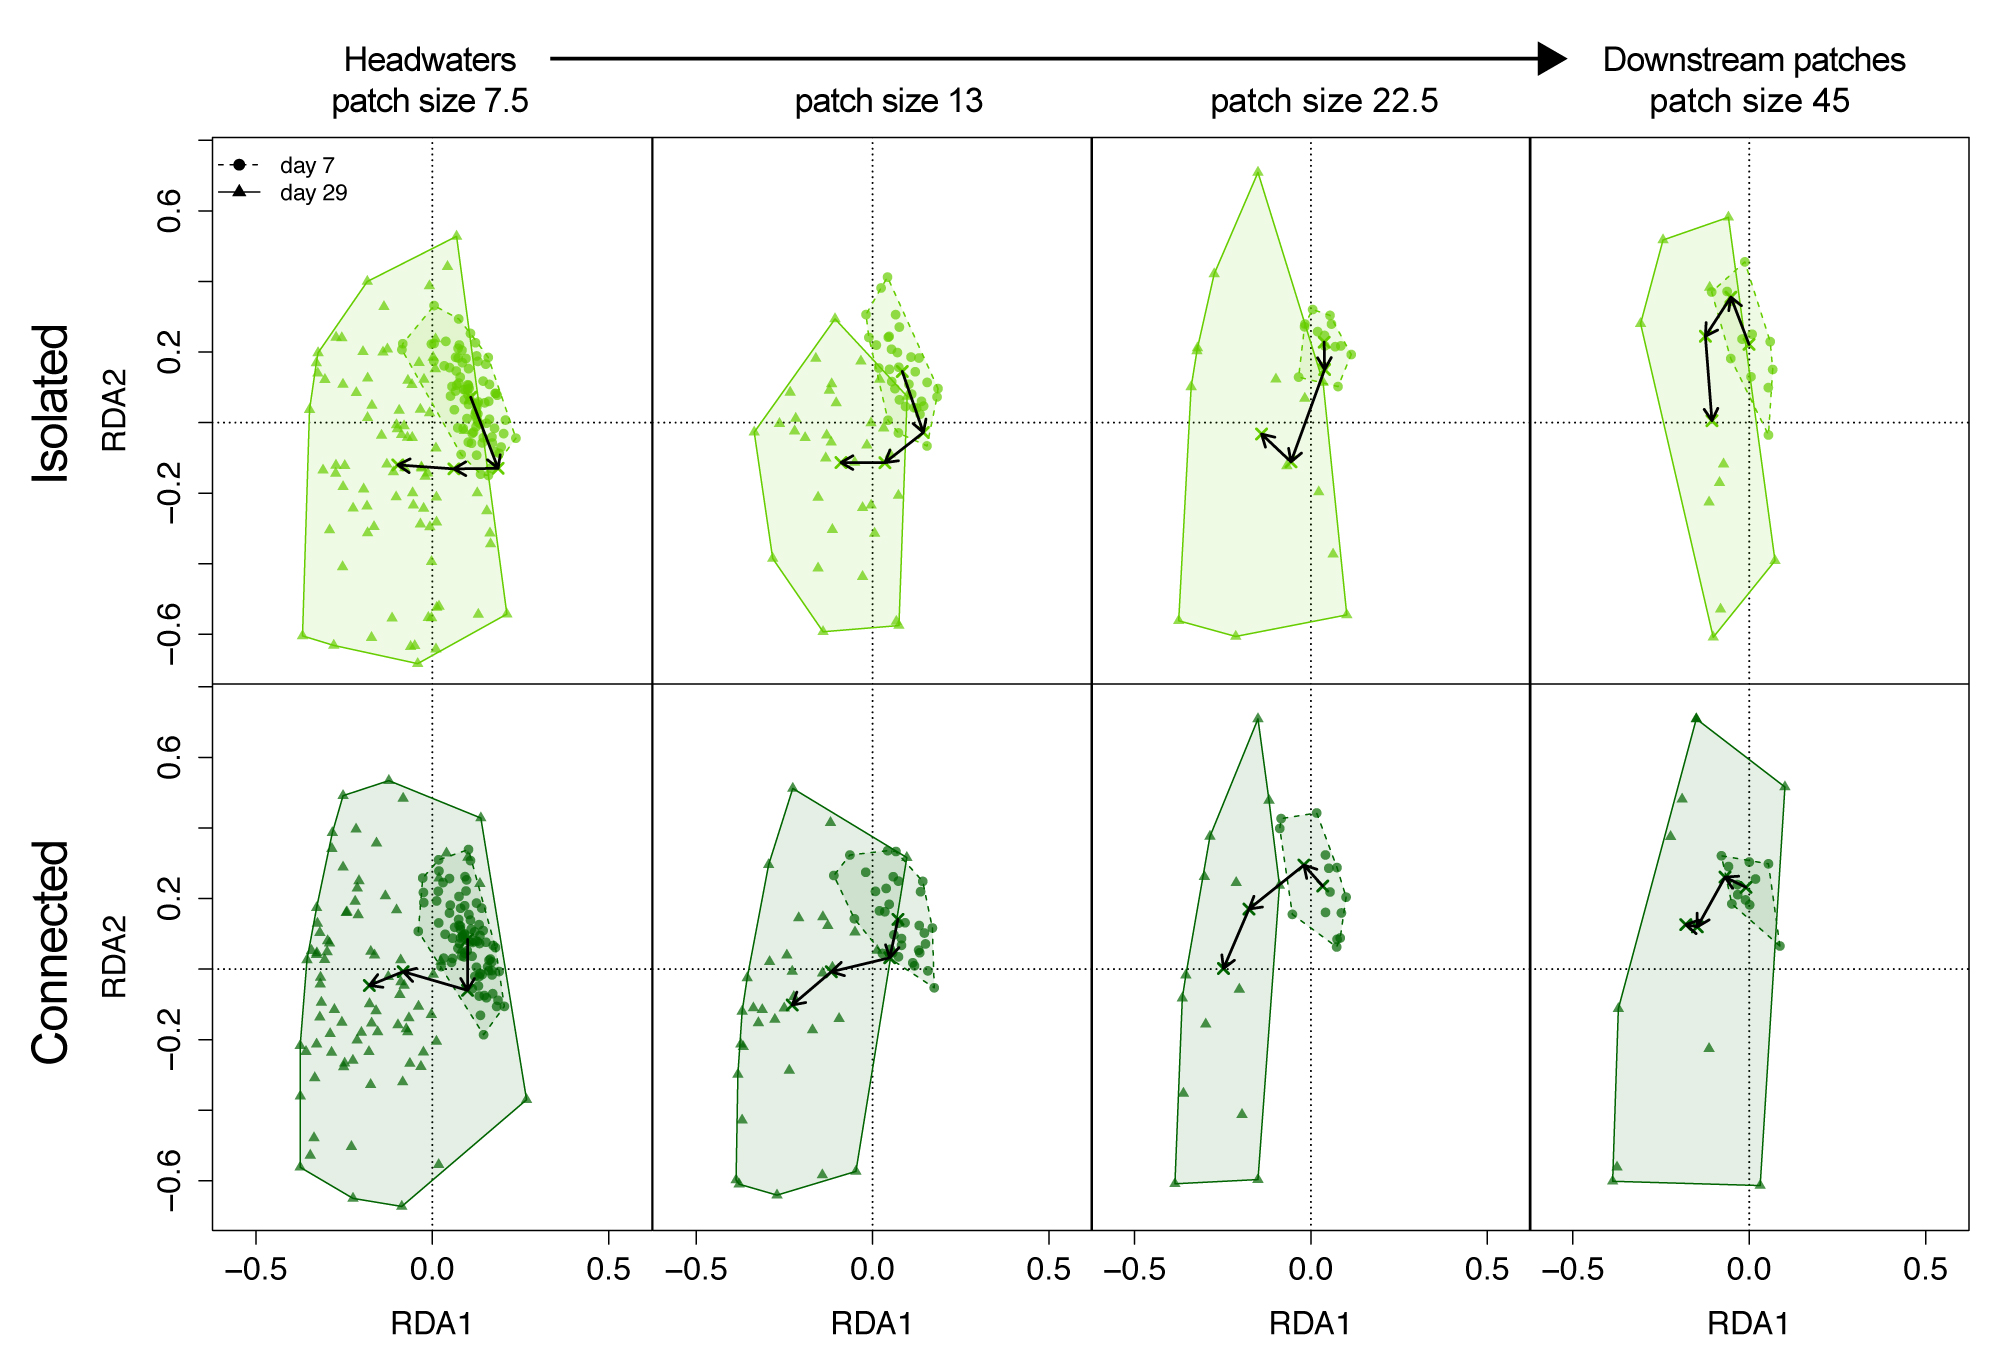 Headwaters
Downstream patches
patch size 7.5
patch size 13
patch size 22.5
patch size 45
day 7
day 29
Isolated
RDA2
0.6
0.2
−0.2
−0.6
Connected
RDA2
0.6
0.2
−0.2
−0.6
−0.5 0.0 0.5 −0.5 0.0 0.5 −0.5 0.0 0.5 −0.5 0.0 0.5
RDA1 RDA1 RDA1 RDA1